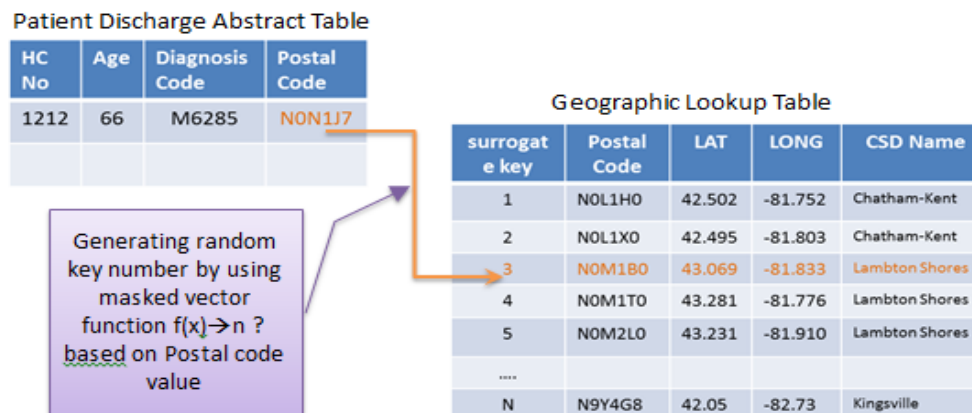 Patient Discharge Abstract Table
HC No Age Diagnosis Code Postal Code
1212 66 M6285 N0N1J7
Geographic Lookup Table
surrogat e key Postal Code LAT LONG CSD Name
1 N0L1H0 42.502 -81.752 Chatham-Kent
2 N0L1X0 42.495 -81.803 Chatham-Kent
3 N0M1B0 43.069 -81.833 Lambton Shores
4 N0M1T0 43.281 -81.776 Lambton Shores
5 N0M2L0 43.231 -81.910 Lambton Shores
....
N N9Y4G8 42.05 -82.73 Kingsville
Generating random
key number by using
masked vector
function f(x)→n ?
based on Postal code
value